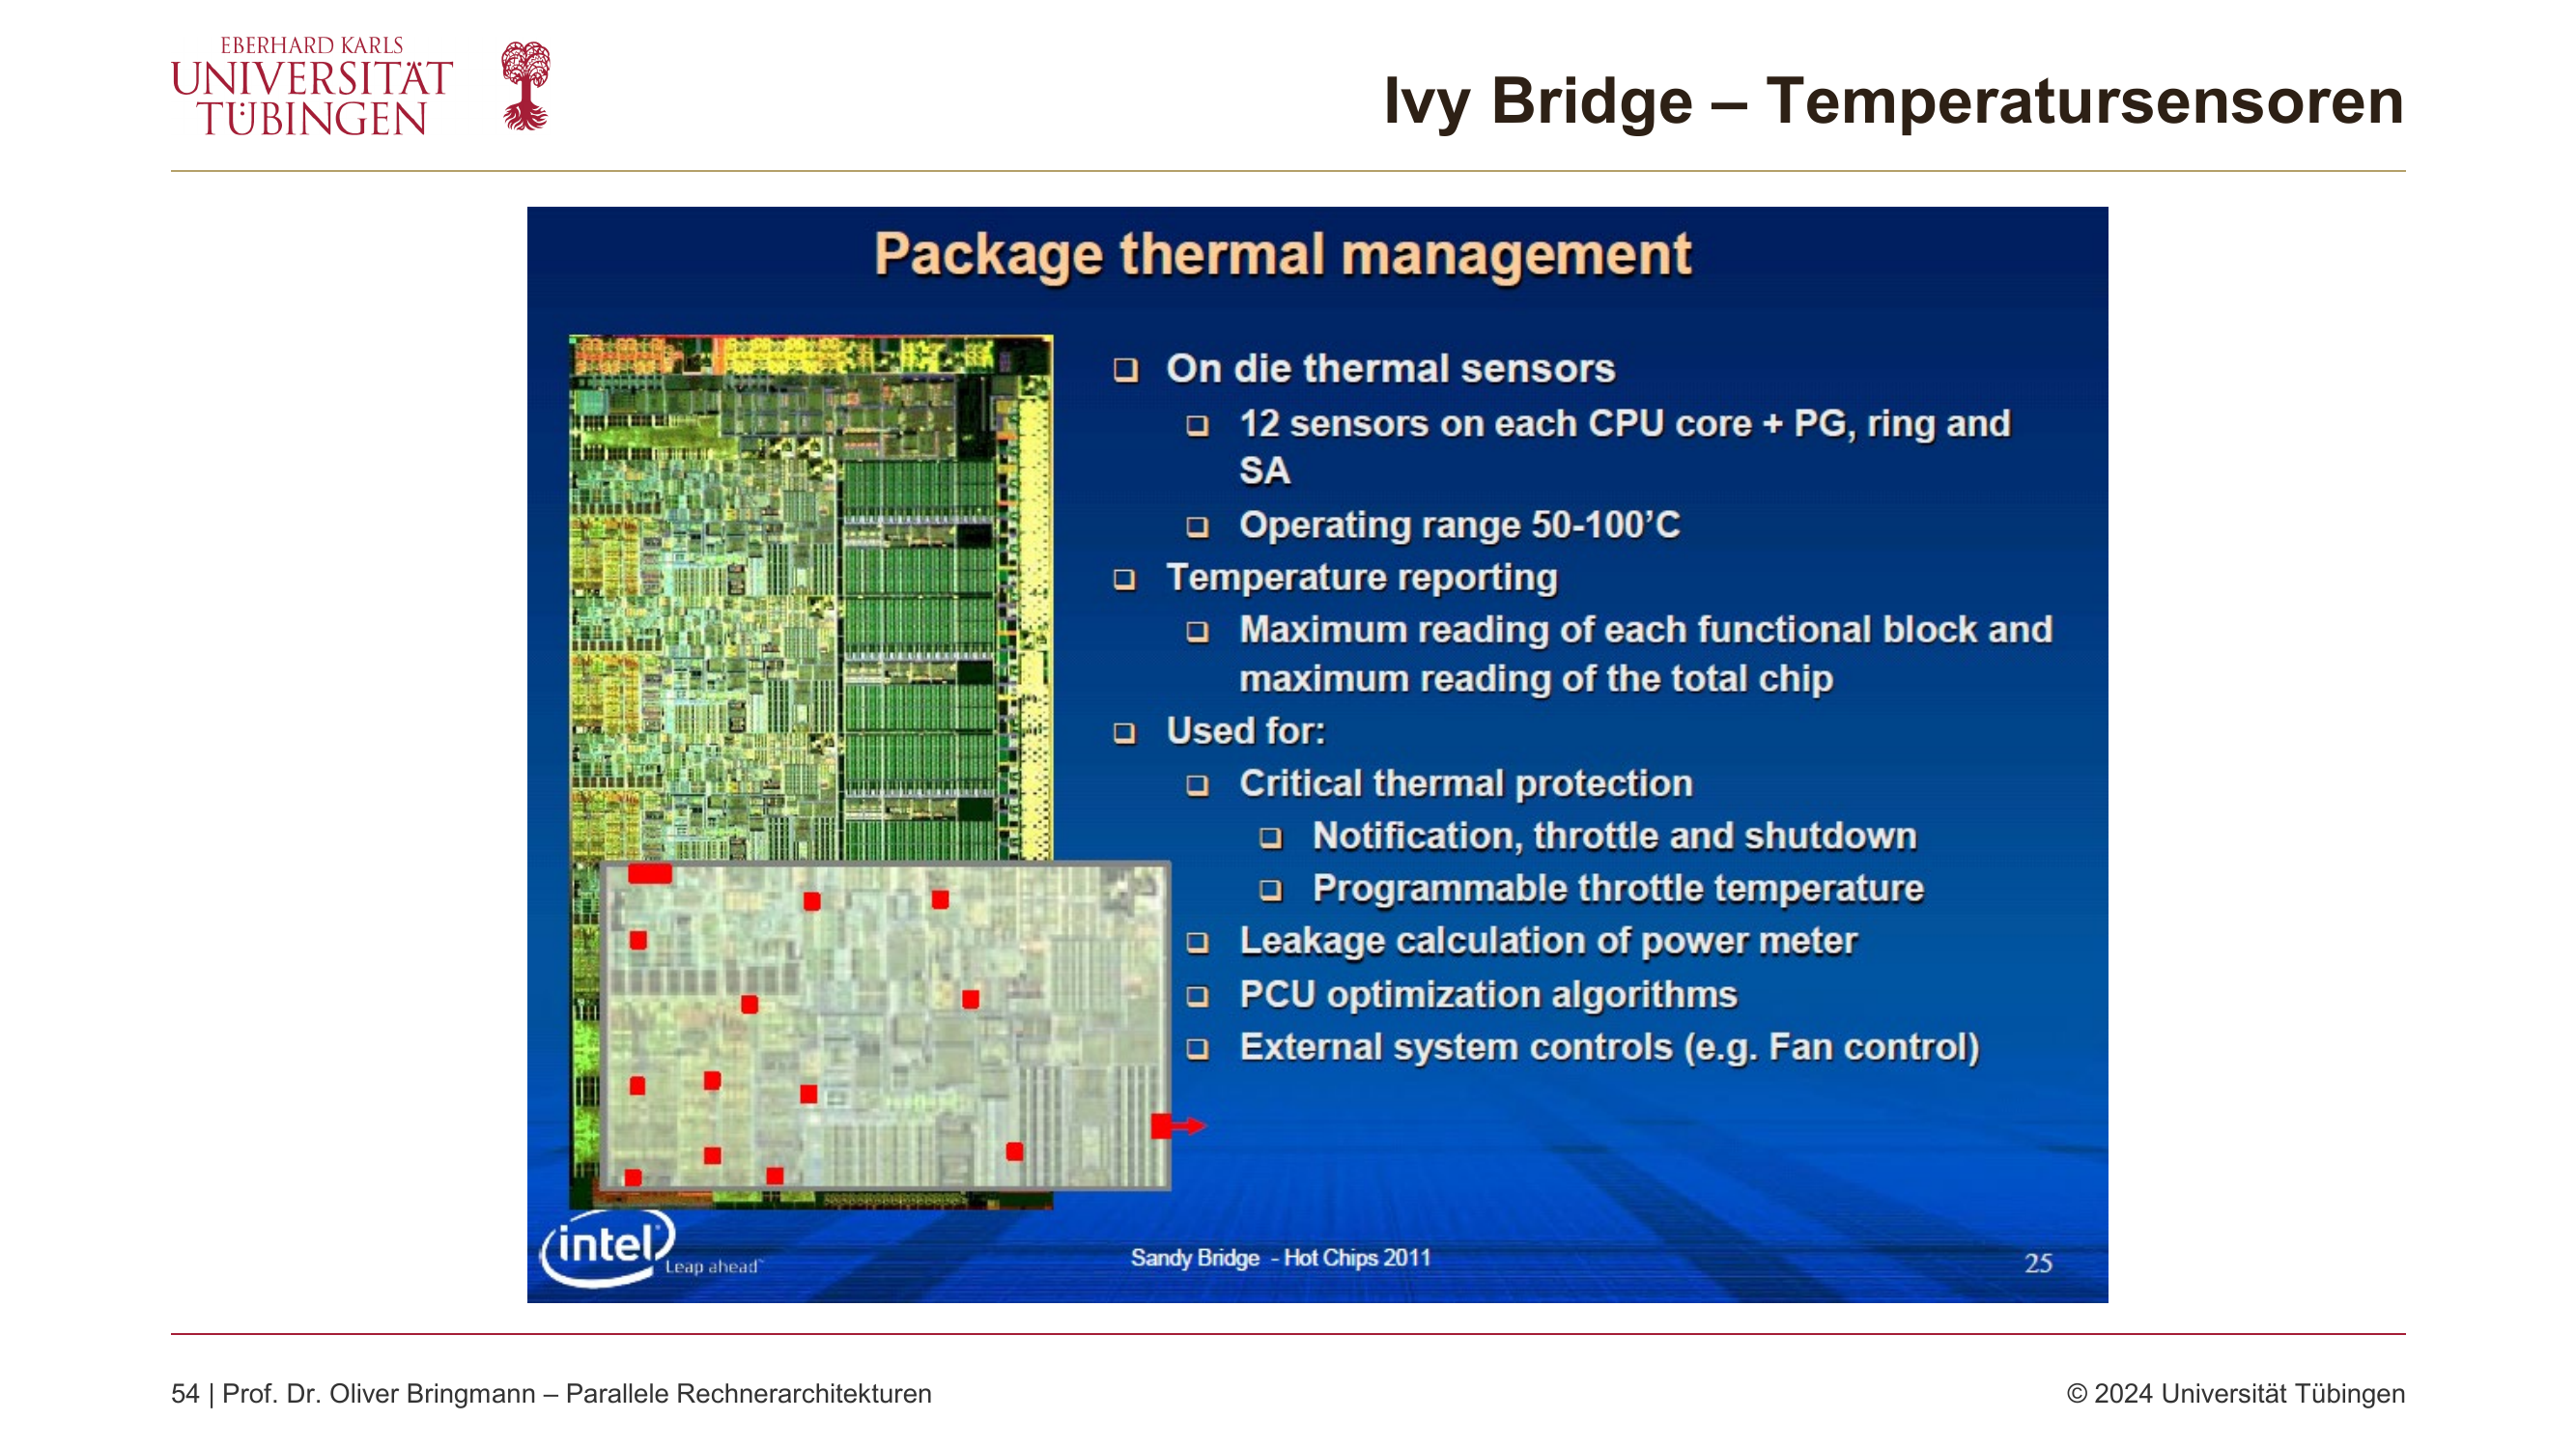 EBERHARD KARLS
UNIVERSITÄT
TÜBINGEN
Ivy Bridge – Temperatursensoren
Package thermal management
On die thermal sensors
12 sensors on each CPU core + PG, ring and
SA
Operating range 50-100'C
Temperature reporting
Maximum reading of each functional block and
maximum reading of the total chip
Used for:
Critical thermal protection
Notification, throttle and shutdown
Programmable throttle temperature
Leakage calculation of power meter
PCU optimization algorithms
External system controls (e.g. Fan control)
intel
Leap ahead™
Sandy Bridge - Hot Chips 2011
25
54 | Prof. Dr. Oliver Bringmann – Parallele Rechnerarchitekturen
© 2024 Universität Tübingen